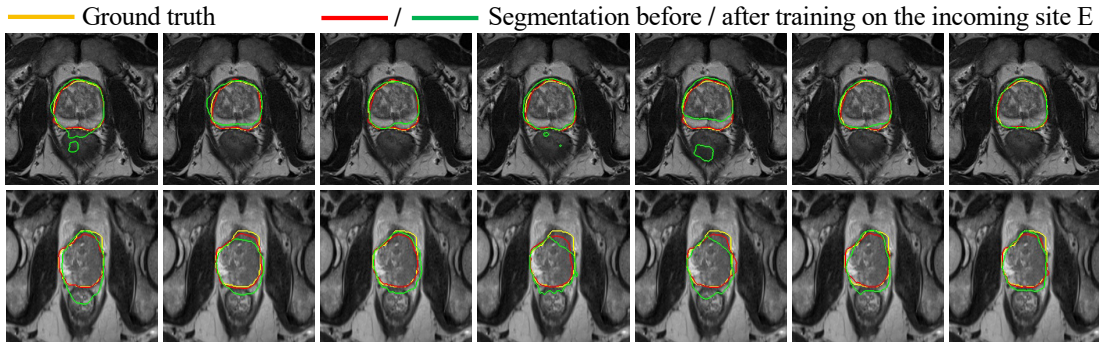 Ground truth / Segmentation before / after training on the incoming site E